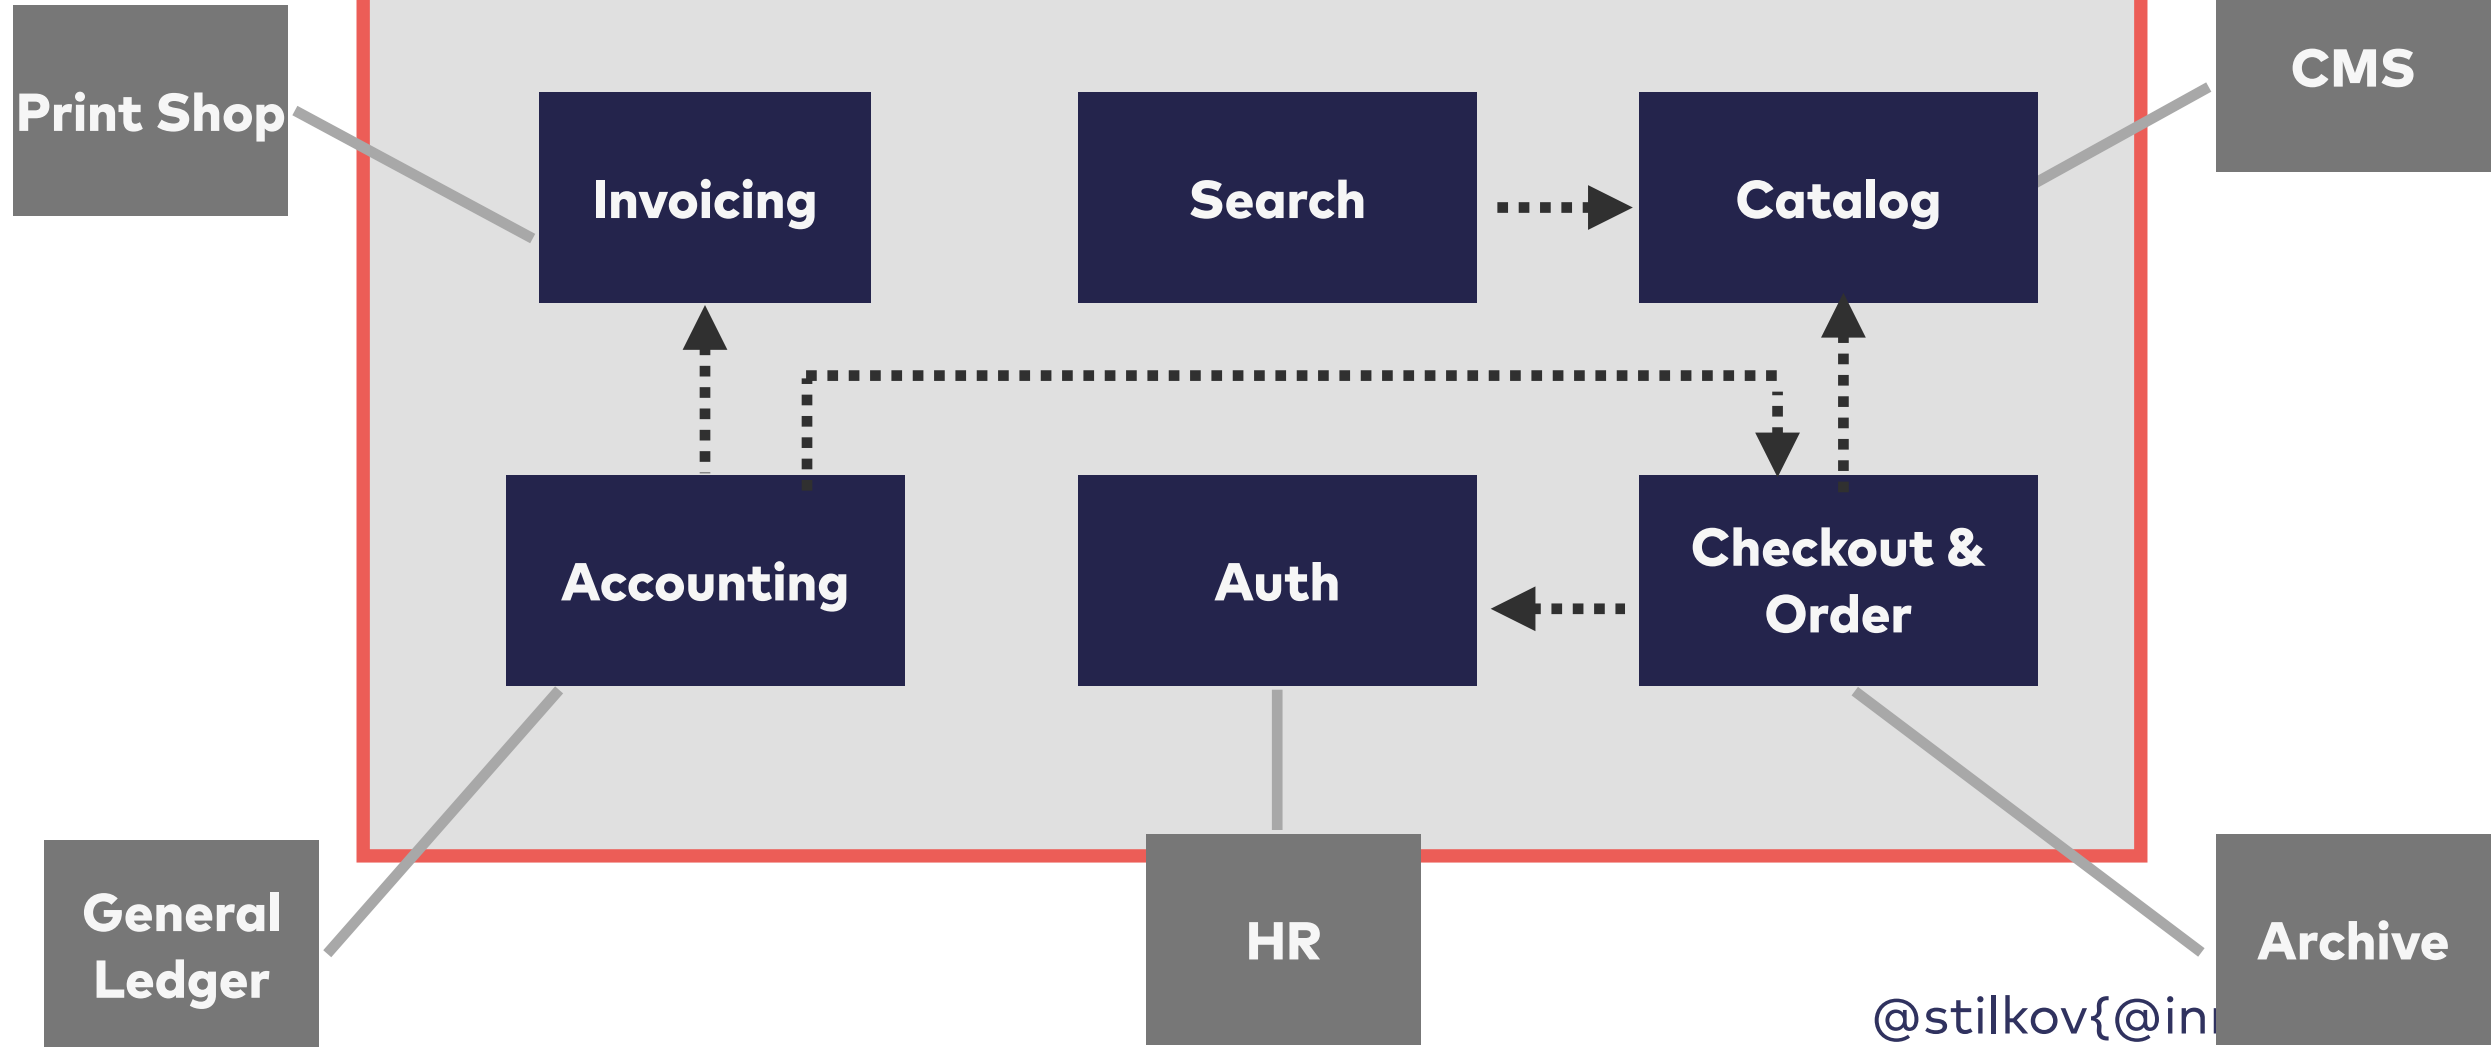 Print Shop
CMS
Invoicing
Search
Catalog
Accounting
Auth
Checkout &
Order
General
Ledger
HR
Archive
@stilkov{@in